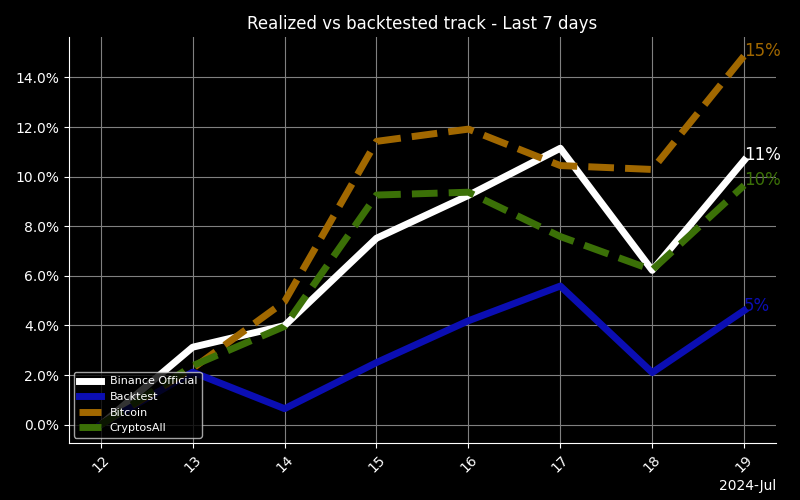 Realized vs backtested track - Last 7 days
15%
14.0%
12.0%
11%
10.0%
10%
8.0%
6.0%
5%
4.0%
2.0%
0.0%
Binance Official
Backtest
Bitcoin
CryptosAll
12 13 14 15 16 17 18 19
2024-Jul